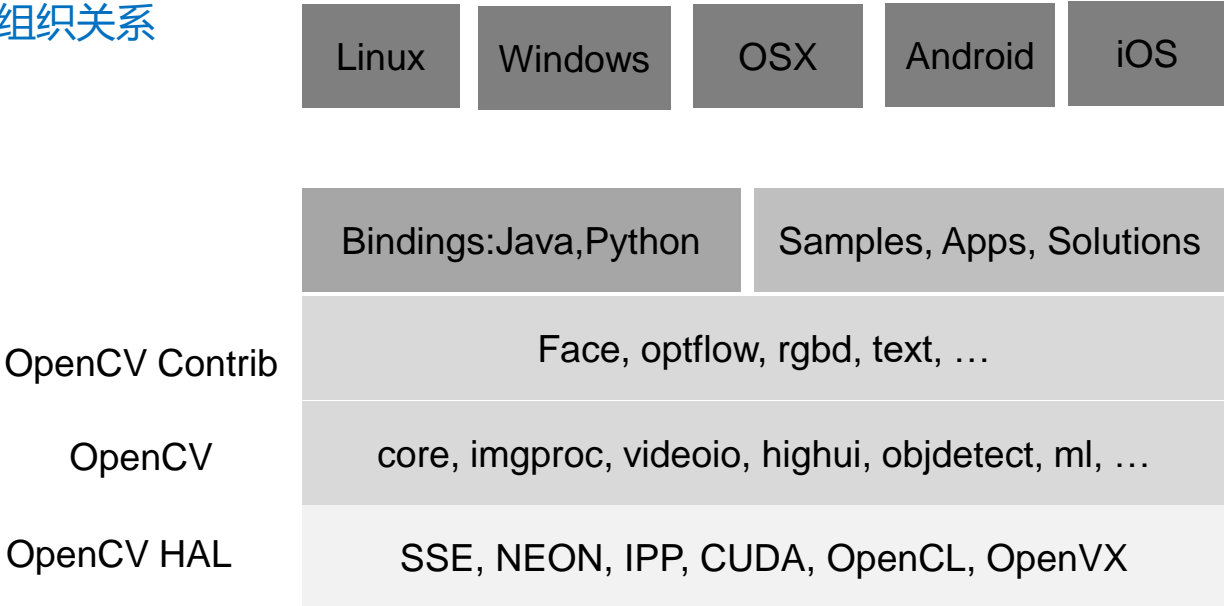 组织关系
Linux
Windows
OSX
Android
iOS
Bindings:Java,Python
Samples, Apps, Solutions
OpenCV Contrib
Face, optflow, rgbd, text, …
OpenCV
core, imgproc, videoio, highui, objdetect, ml, …
OpenCV HAL
SSE, NEON, IPP, CUDA, OpenCL, OpenVX